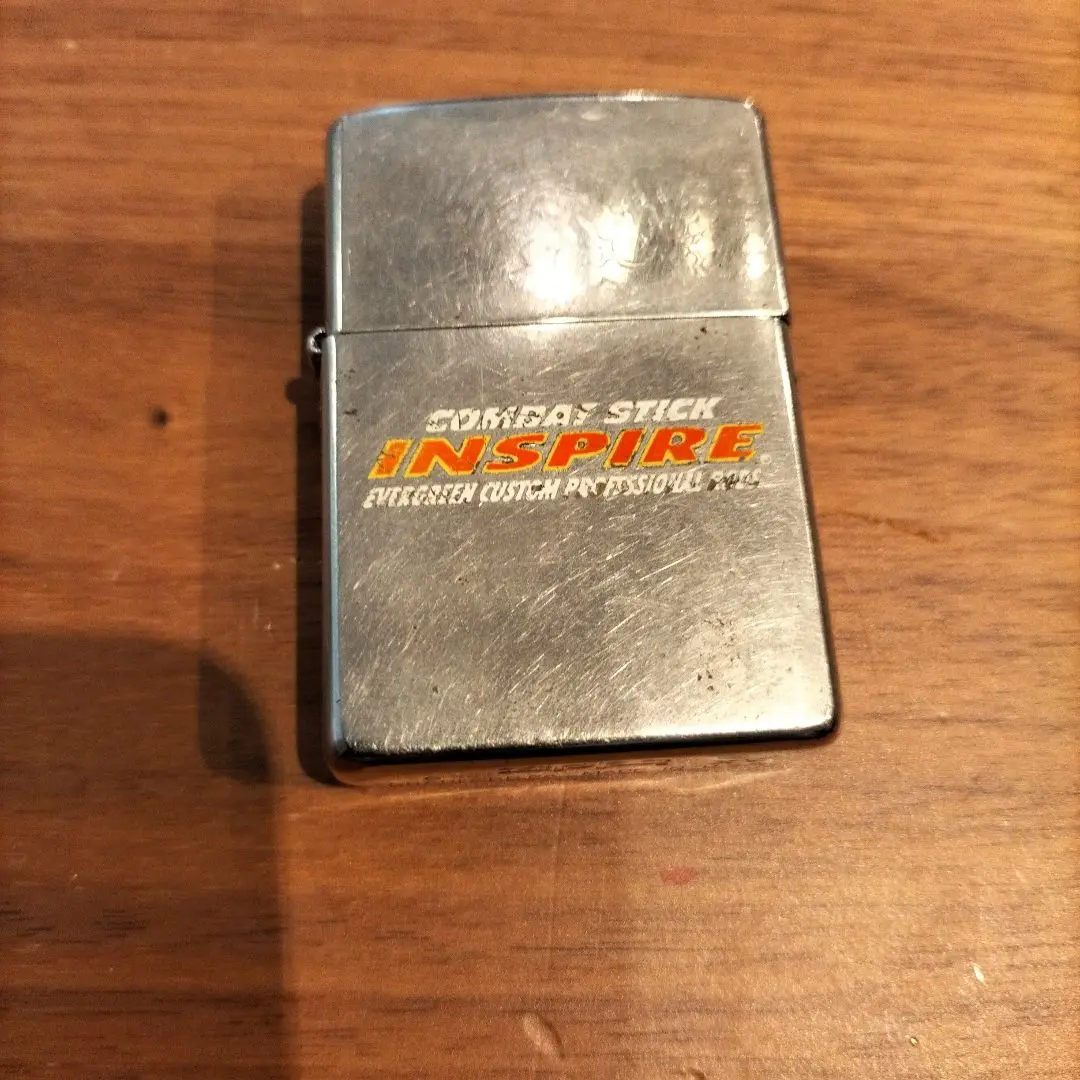 COMBAT STICK
INSPIRE
EVERGREEN CUSTOM PROFESSIONAL